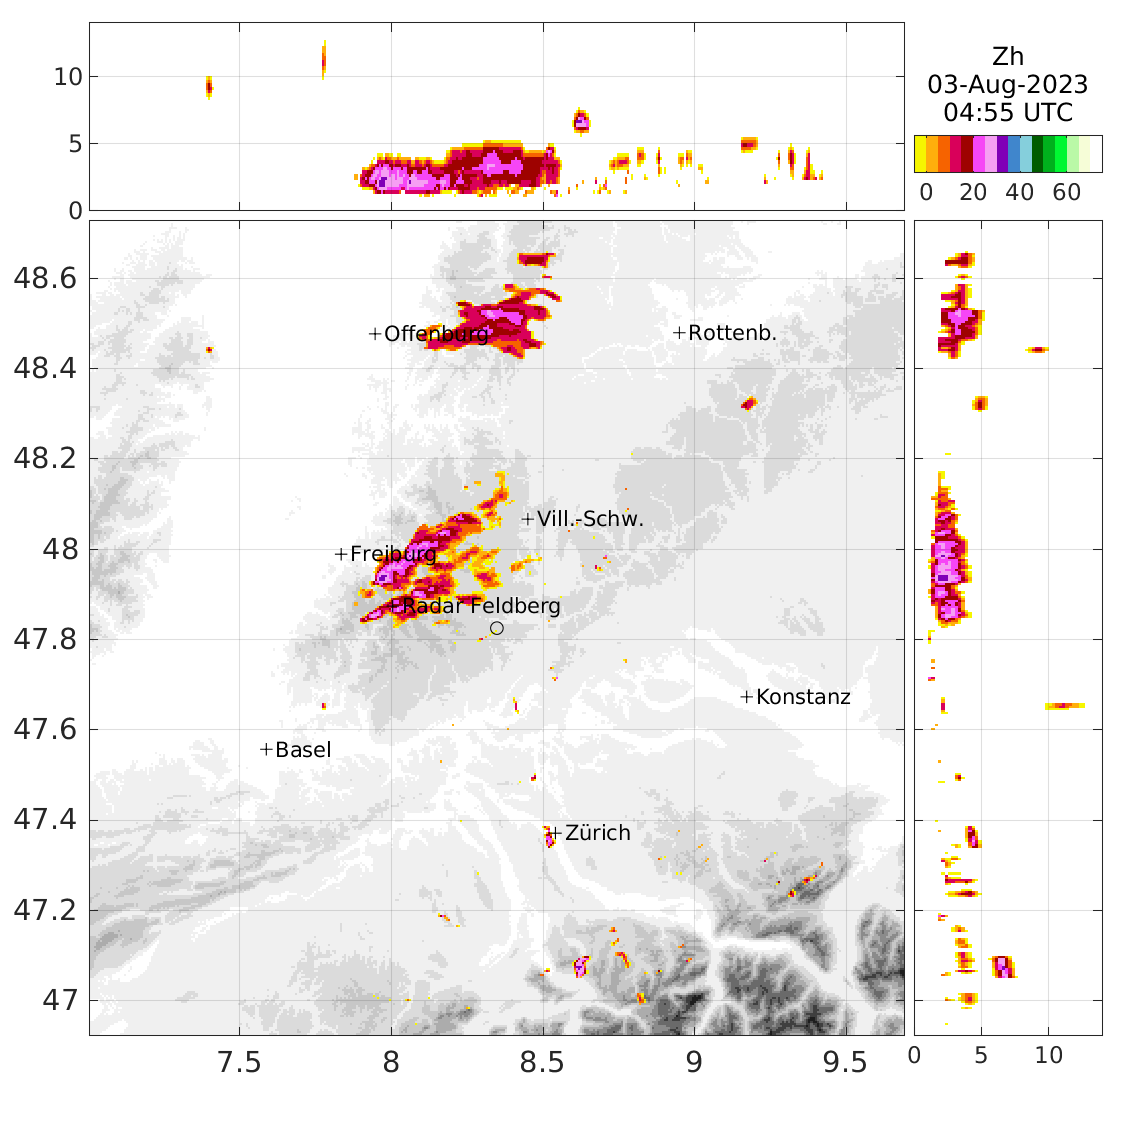 10
5
0
Zh
03-Aug-2023
04:55 UTC
0 20 40 60
48.6
48.4
48.2
48
47.8
47.6
47.4
47.2
47
Offenburg
Rottenb.
Vill.-Schw.
Freiburg
Radar Feldberg
Konstanz
Basel
Zürich
7.5 8 8.5 9 9.5
0 5 10